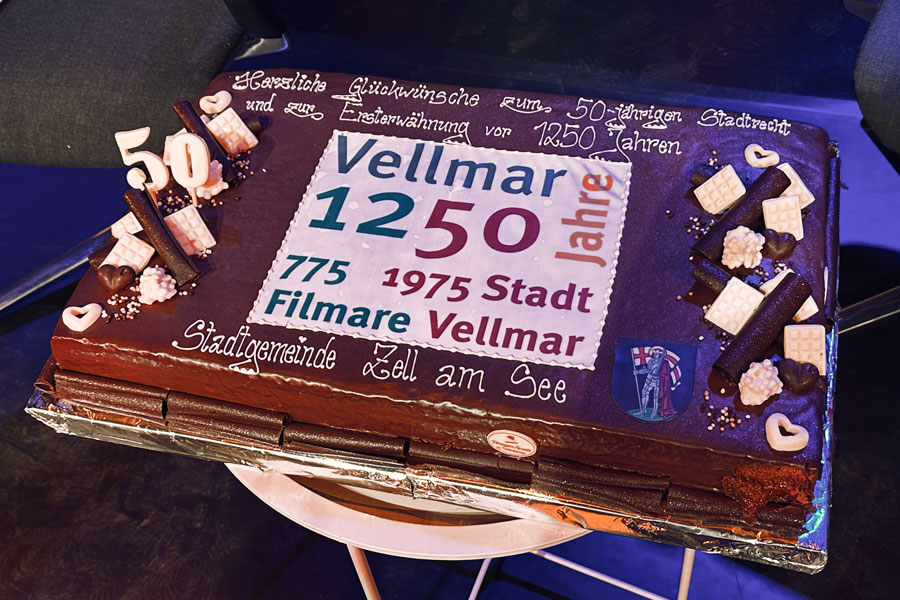 Herzliche Glückwünsche zum 50-jährigen Stadtrecht
und zur Ersterwähnung vor 1250 Jahren
50
Vellmar
1250
Jahre
775
Filmare
1975 Stadt
Vellmar
Stadtgemeinde Zell am See